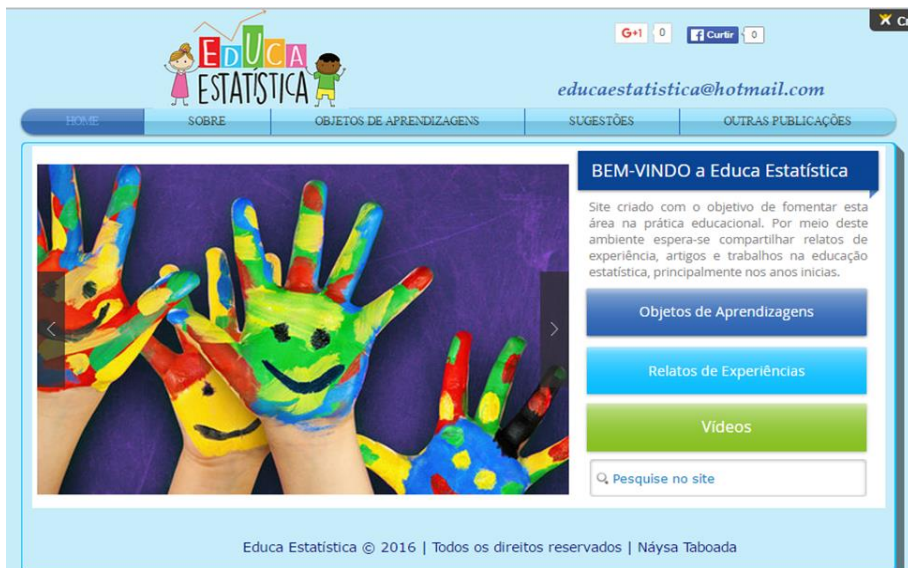 EDUCA
ESTATÍSTICA
G+1 0 Curtir 0
educaestatistica@hotmail.com
HOME SOBRE OBJETOS DE APRENDIZAGENS SUGESTÕES OUTRAS PUBLICAÇÕES
BEM-VINDO a Educa Estatística
Site criado com o objetivo de fomentar esta
área na prática educacional. Por meio deste
ambiente espera-se compartilhar relatos de
experiência, artigos e trabalhos na educação
estatística, principalmente nos anos inicias.
Objetos de Aprendizagens
Relatos de Experiências
Vídeos
Pesquise no site
Educa Estatística © 2016 | Todos os direitos reservados | Náysa Taboada